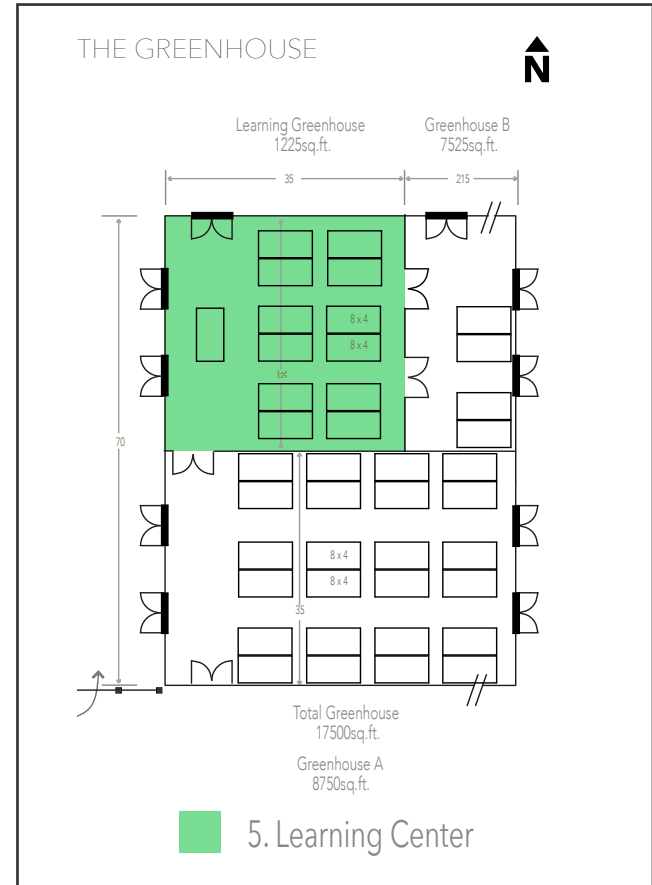 THE GREENHOUSE
N
Learning Greenhouse
1225sq.ft.
Greenhouse B
7525sq.ft.
35
215
8 x 4
8 x 4
70
8 x 4
8 x 4
35
Total Greenhouse
17500sq.ft.
Greenhouse A
8750sq.ft.
5. Learning Center